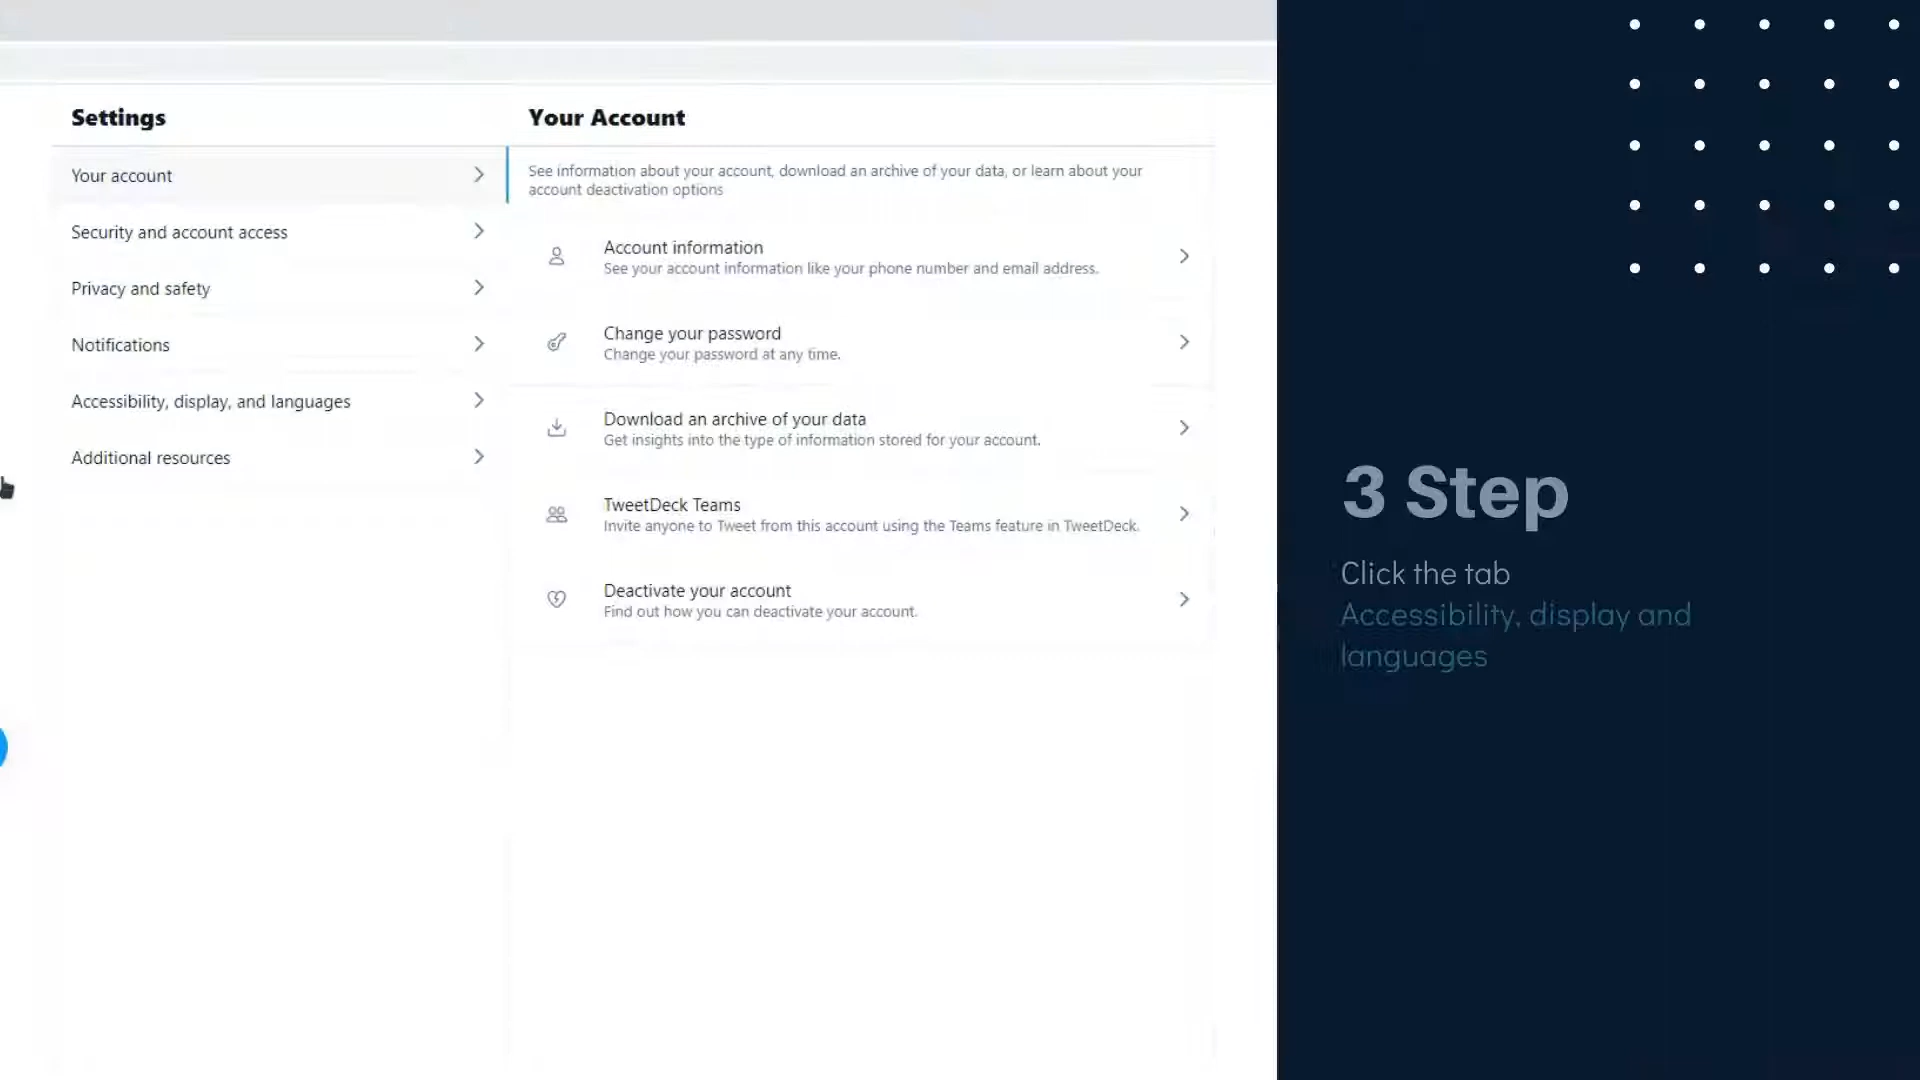 Settings
Your account
Security and account access
Privacy and safety
Notifications
Accessibility, display, and languages
Additional resources
Your Account
See information about your account, download an archive of your data, or learn about your
account deactivation options
Account information
See your account information like your phone number and email address.
Change your password
Change your password at any time.
Download an archive of your data
Get insights into the type of information stored for your account.
TweetDeck Teams
Invite anyone to Tweet from this account using the Teams feature in TweetDeck.
Deactivate your account
Find out how you can deactivate your account.
3 Step
Click the tab
Accessibility, display and
languages